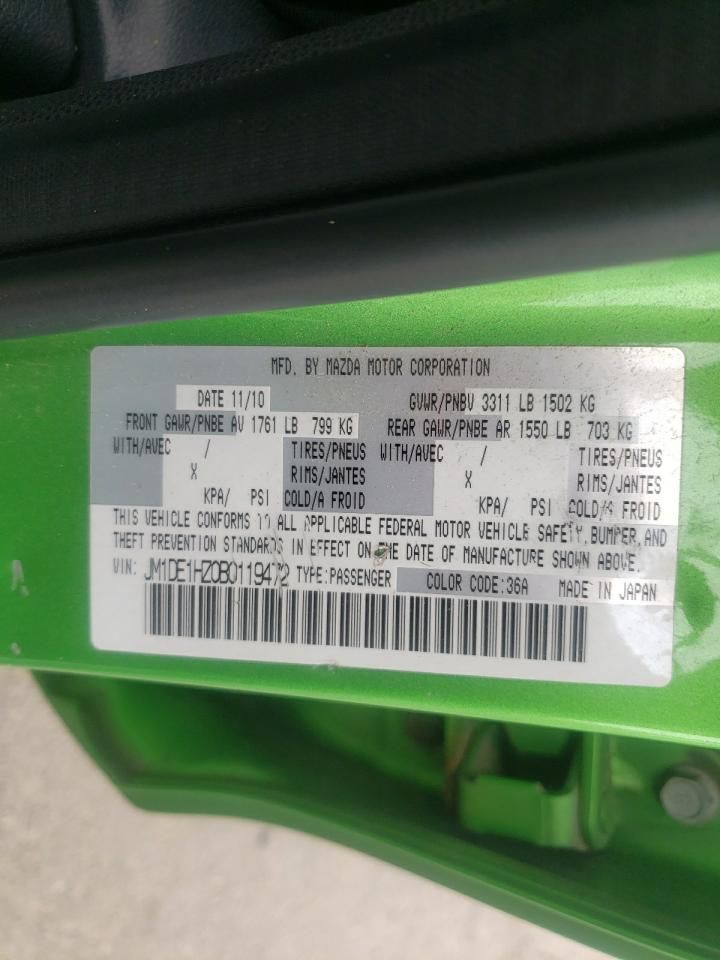 MFD. BY MAZDA MOTOR CORPORATION
DATE 11/10 GVWR/PNBV 3311 LB 1502 KG
FRONT GAWR/PNBE AV 1761 LB 799 KG REAR GAWR/PNBE AR 1550 LB 703 KG
WITH/AVEC / TIRES/PNEUS WITH/AVEC / TIRES/PNEUS
X RIMS/JANTES X RIMS/JANTES
KPA/ PSI COLD/A FROID KPA/ PSI COLD/A FROID
THIS VEHICLE CONFORMS TO ALL APPLICABLE FEDERAL MOTOR VEHICLE SAFETY, BUMPER, AND
THEFT PREVENTION STANDARDS IN EFFECT ON THE DATE OF MANUFACTURE SHOWN ABOVE.
VIN: JM1DE1HZ0B0119472 TYPE:PASSENGER COLOR CODE:36A MADE IN JAPAN